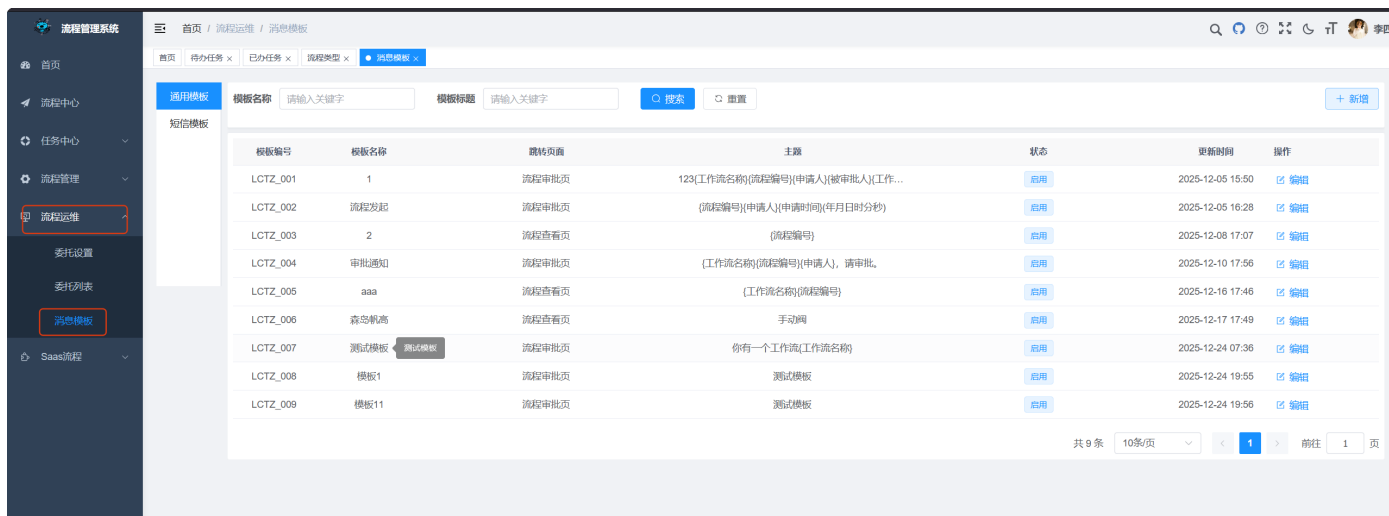 流程管理系统
首页 / 流程运维 / 消息模板
李四
首页
流程中心
任务中心
流程管理
流程运维
委托设置
委托列表
消息模板
Saas流程
首页 待办任务 × 已办任务 × 流程类型 × 消息模板 ×
通用模板
短信模板
模板名称 请输入关键字 模板标题 请输入关键字 搜索 重置 + 新增
模板编号 模板名称 跳转页面 主题 状态 更新时间 操作
LCTZ_001 1 流程审批页 123{工作流名称}{流程编号}{申请人}{被审批人}{工作... 启用 2025-12-05 15:50 编辑
LCTZ_002 流程发起 流程审批页 {流程编号}{申请人}{申请时间}{年月日时分秒} 启用 2025-12-05 16:28 编辑
LCTZ_003 2 流程查看页 {流程编号} 启用 2025-12-08 17:07 编辑
LCTZ_004 审批通知 流程审批页 {工作流名称}{流程编号}{申请人}，请审批。 启用 2025-12-10 17:56 编辑
LCTZ_005 aaa 流程查看页 {工作流名称}{流程编号} 启用 2025-12-16 17:46 编辑
LCTZ_006 森岛帆高 流程查看页 手动阀 启用 2025-12-17 17:49 编辑
LCTZ_007 测试模板 测试模板 流程审批页 你有一个工作流{工作流名称} 启用 2025-12-24 07:36 编辑
LCTZ_008 模板1 流程审批页 测试模板 启用 2025-12-24 19:55 编辑
LCTZ_009 模板11 流程审批页 测试模板 启用 2025-12-24 19:56 编辑
共 9 条 10条/页 < 1 > 前往 1 页